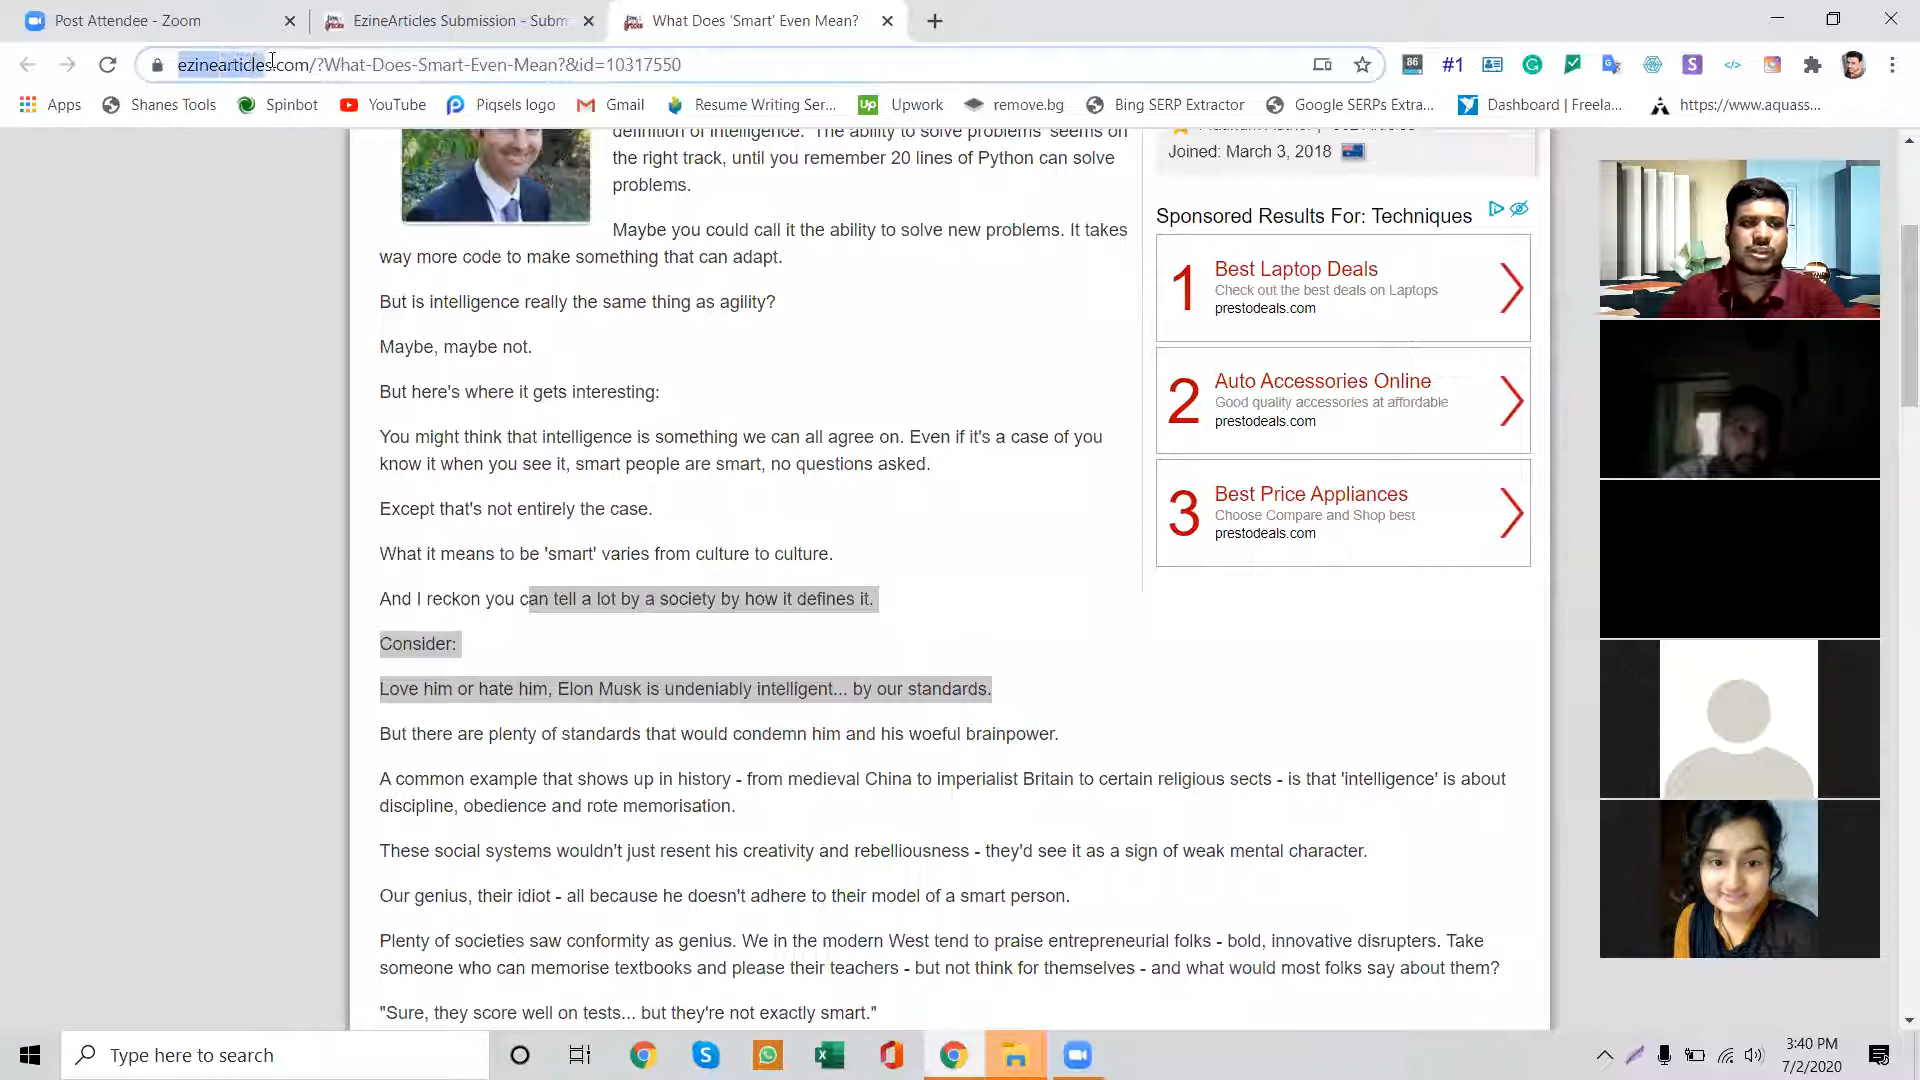 Post Attendee - Zoom
EzineArticles Submission - Subm
What Does 'Smart' Even Mean?
ezinearticles.com/?What-Does-Smart-Even-Mean?&id=10317550
86
#1
Apps
Shanes Tools
Spinbot
YouTube
Piqsels logo
Gmail
Resume Writing Ser...
Up
Upwork
remove.bg
Bing SERP Extractor
Google SERPs Extra...
Dashboard | Freela...
https://www.aquass...
definition of intelligence. 'The ability to solve problems' seems on
the right track, until you remember 20 lines of Python can solve
problems.
Maybe you could call it the ability to solve new problems. It takes
way more code to make something that can adapt.
But is intelligence really the same thing as agility?
Maybe, maybe not.
But here's where it gets interesting:
You might think that intelligence is something we can all agree on. Even if it's a case of you
know it when you see it, smart people are smart, no questions asked.
Except that's not entirely the case.
What it means to be 'smart' varies from culture to culture.
And I reckon you can tell a lot by a society by how it defines it.
Consider:
Love him or hate him, Elon Musk is undeniably intelligent... by our standards.
But there are plenty of standards that would condemn him and his woeful brainpower.
A common example that shows up in history - from medieval China to imperialist Britain to certain religious sects - is that 'intelligence' is about
discipline, obedience and rote memorisation.
These social systems wouldn't just resent his creativity and rebelliousness - they'd see it as a sign of weak mental character.
Our genius, their idiot - all because he doesn't adhere to their model of a smart person.
Plenty of societies saw conformity as genius. We in the modern West tend to praise entrepreneurial folks - bold, innovative disrupters. Take
someone who can memorise textbooks and please their teachers - but not think for themselves - and what would most folks say about them?
"Sure, they score well on tests... but they're not exactly smart."
Joined: March 3, 2018
Sponsored Results For: Techniques
1
Best Laptop Deals
Check out the best deals on Laptops
prestodeals.com
2
Auto Accessories Online
Good quality accessories at affordable
prestodeals.com
3
Best Price Appliances
Choose Compare and Shop best
prestodeals.com
Type here to search
3:40 PM
7/2/2020